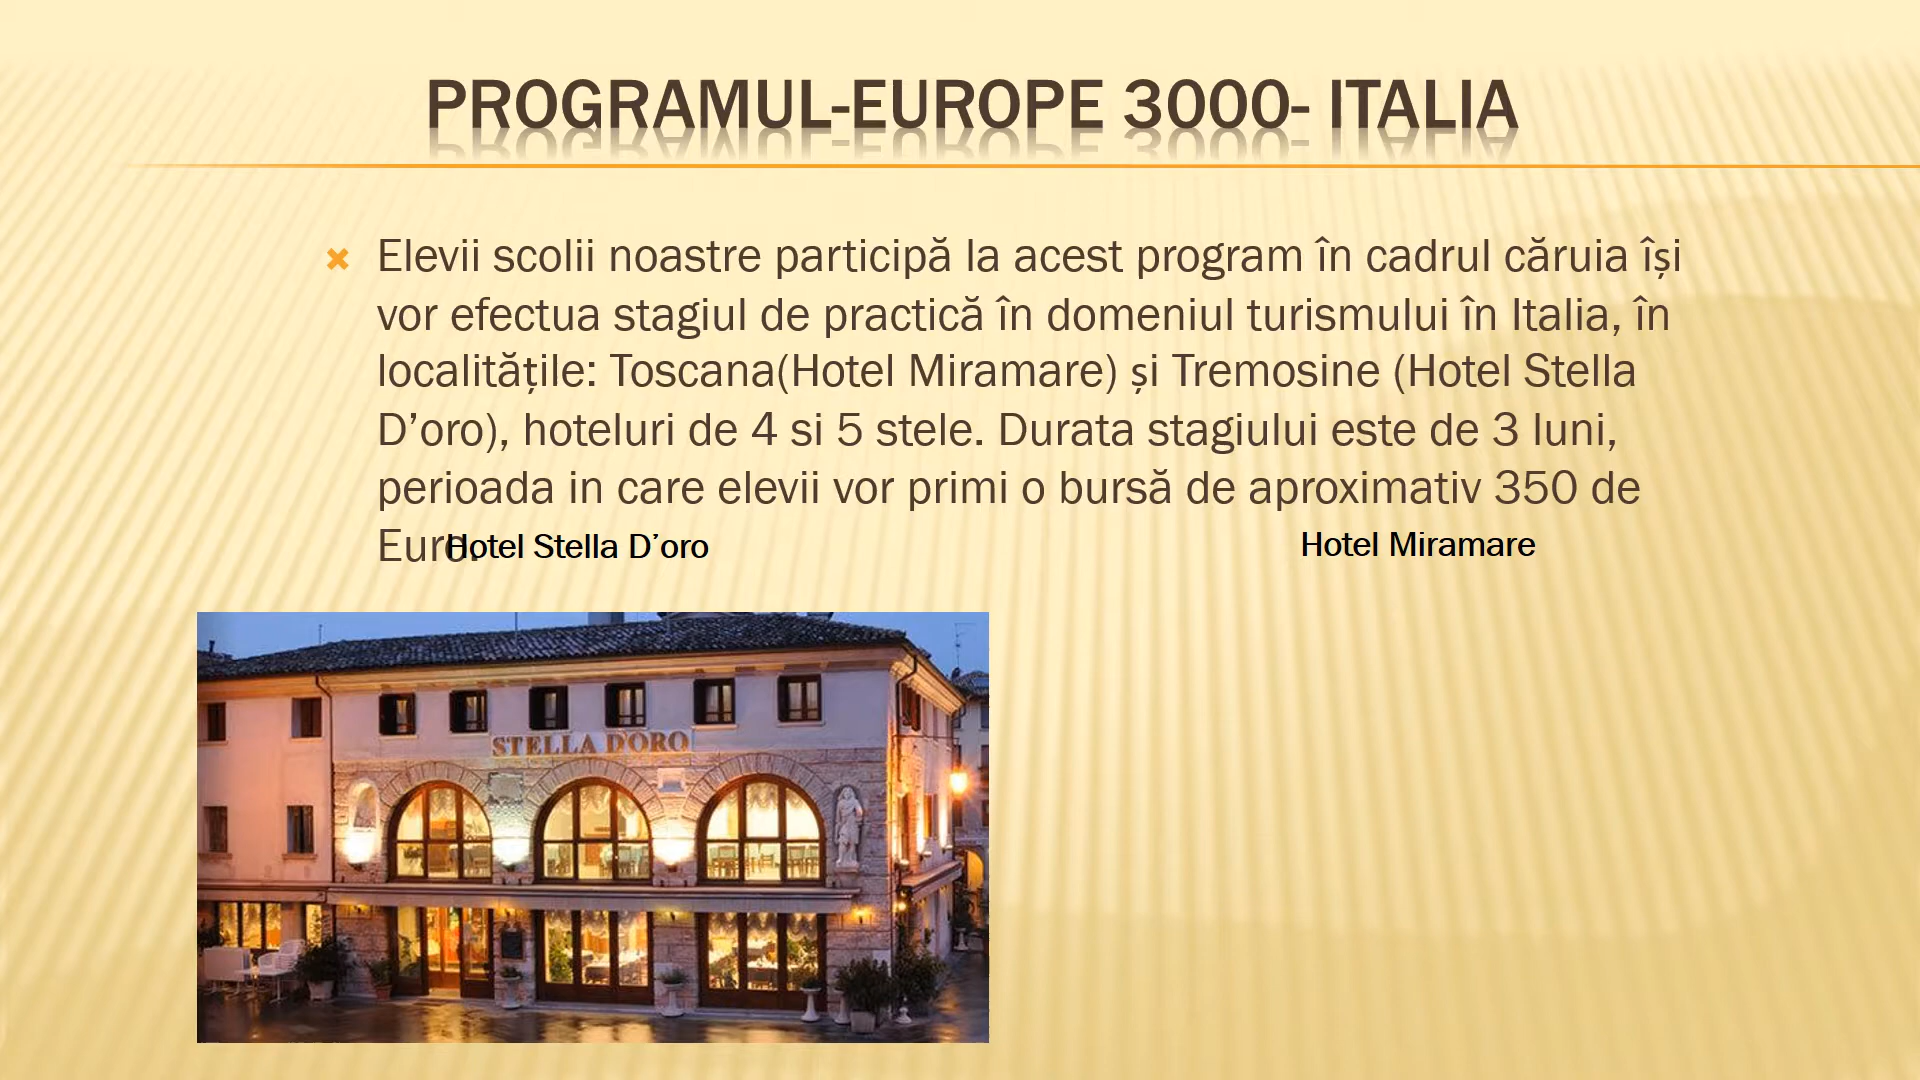 PROGRAMUL-EUROPE 3000- ITALIA
Elevii scolii noastre participă la acest program în cadrul căruia își
vor efectua stagiul de practică în domeniul turismului în Italia, în
localitățile: Toscana(Hotel Miramare) și Tremosine (Hotel Stella
D’oro), hoteluri de 4 si 5 stele. Durata stagiului este de 3 luni,
perioada in care elevii vor primi o bursă de aproximativ 350 de
Euro.
Hotel Stella D’oro
Hotel Miramare
STELLA D'ORO